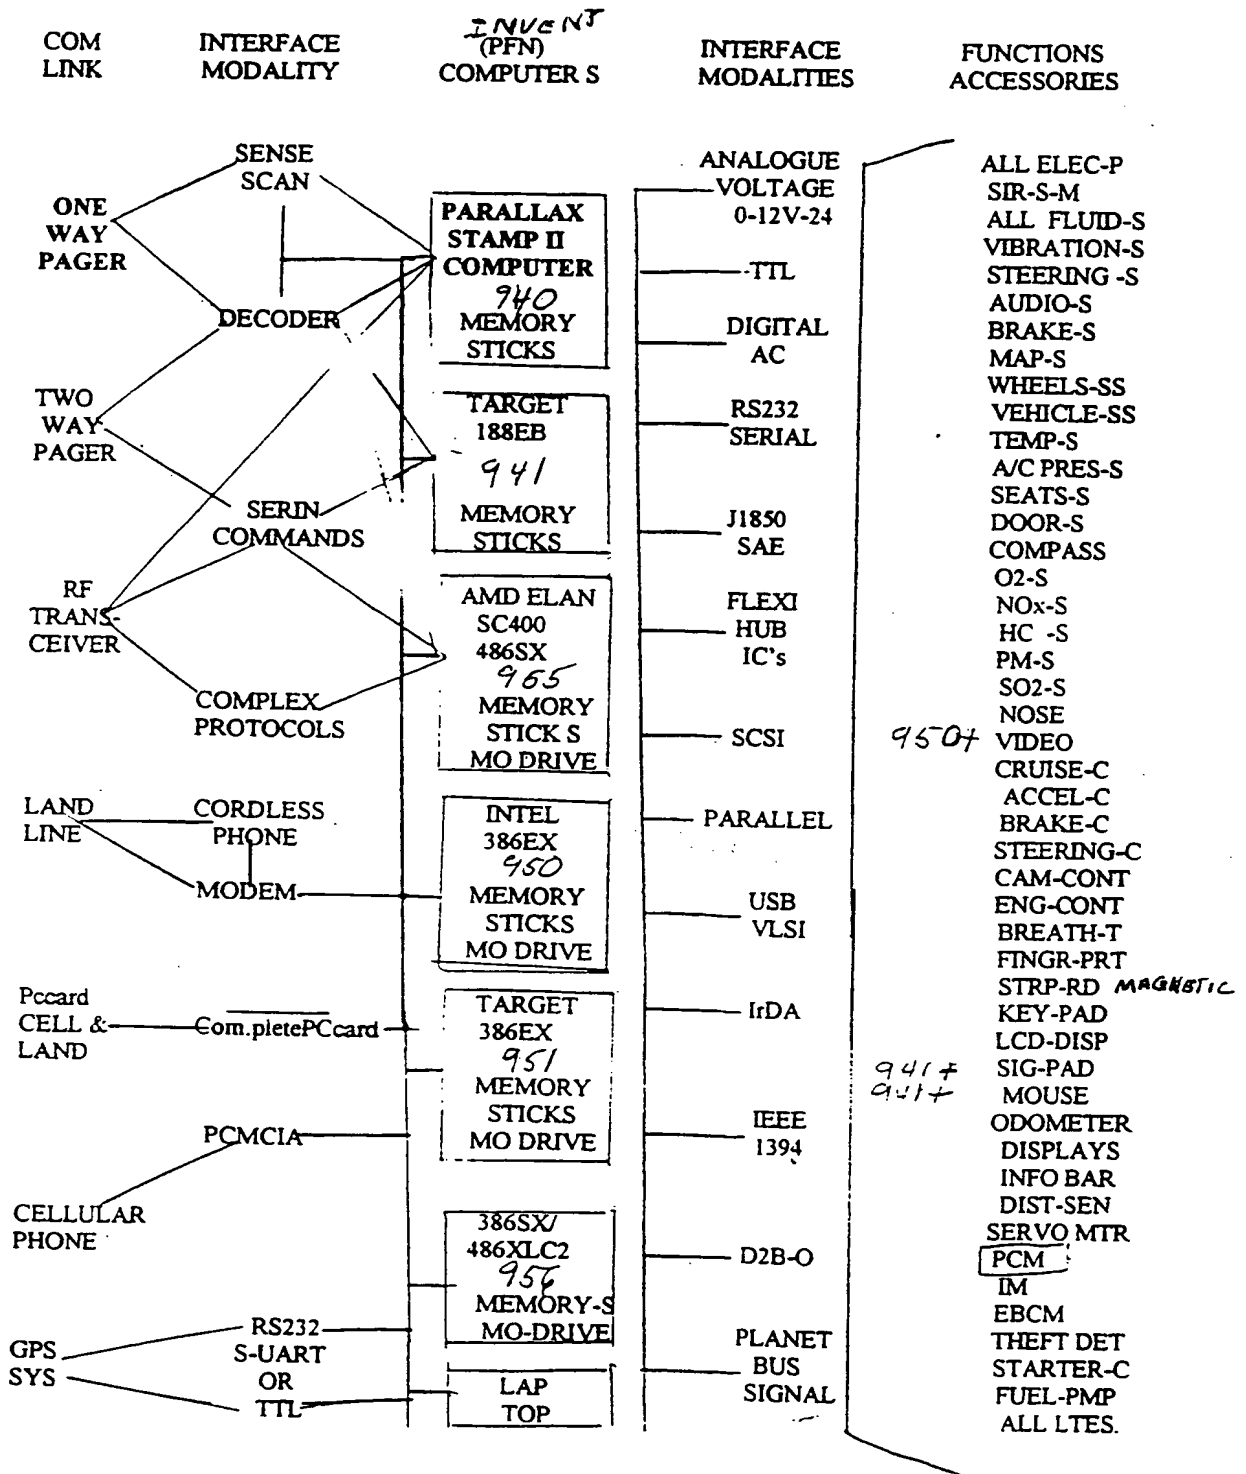 COM
LINK
INTERFACE
MODALITY
INVENT
(PFN)
COMPUTER S
INTERFACE
MODALITIES
FUNCTIONS
ACCESSORIES
ONE
WAY
PAGER
TWO
WAY
PAGER
RF
TRANS-
CEIVER
LAND
LINE
Pccard
CELL &
LAND
CELLULAR
PHONE
GPS
SYS
SENSE
SCAN
DECODER
SERIN
COMMANDS
COMPLEX
PROTOCOLS
CORDLESS
PHONE
MODEM
Com.pletePCcard
PCMCIA
RS232
S-UART
OR
TTL
PARALLAX
STAMP II
COMPUTER
940
MEMORY
STICKS
TARGET
188EB
941
MEMORY
STICKS
AMD ELAN
SC400
486SX
965
MEMORY
STICK S
MO DRIVE
INTEL
386EX
950
MEMORY
STICKS
MO DRIVE
TARGET
386EX
951
MEMORY
STICKS
MO DRIVE
386SX/
486XLC2
956
MEMORY-S
MO-DRIVE
LAP
TOP
ANALOGUE
VOLTAGE
0-12V-24
TTL
DIGITAL
AC
RS232
SERIAL
J1850
SAE
FLEXI
HUB
IC's
SCSI
PARALLEL
USB
VLSI
IrDA
IEEE
1394
D2B-O
PLANET
BUS
SIGNAL
ALL ELEC-P
SIR-S-M
ALL FLUID-S
VIBRATION-S
STEERING -S
AUDIO-S
BRAKE-S
MAP-S
WHEELS-SS
VEHICLE-SS
TEMP-S
A/C PRES-S
SEATS-S
DOOR-S
COMPASS
O2-S
NOx-S
HC -S
PM-S
SO2-S
NOSE
950+ VIDEO
CRUISE-C
ACCEL-C
BRAKE-C
STEERING-C
CAM-CONT
ENG-CONT
BREATH-T
FINGR-PRT
STRP-RD MAGNETIC
KEY-PAD
LCD-DISP
941+ SIG-PAD
941+ MOUSE
ODOMETER
DISPLAYS
INFO BAR
DIST-SEN
SERVO MTR
PCM
IM
EBCM
THEFT DET
STARTER-C
FUEL-PMP
ALL LTES.